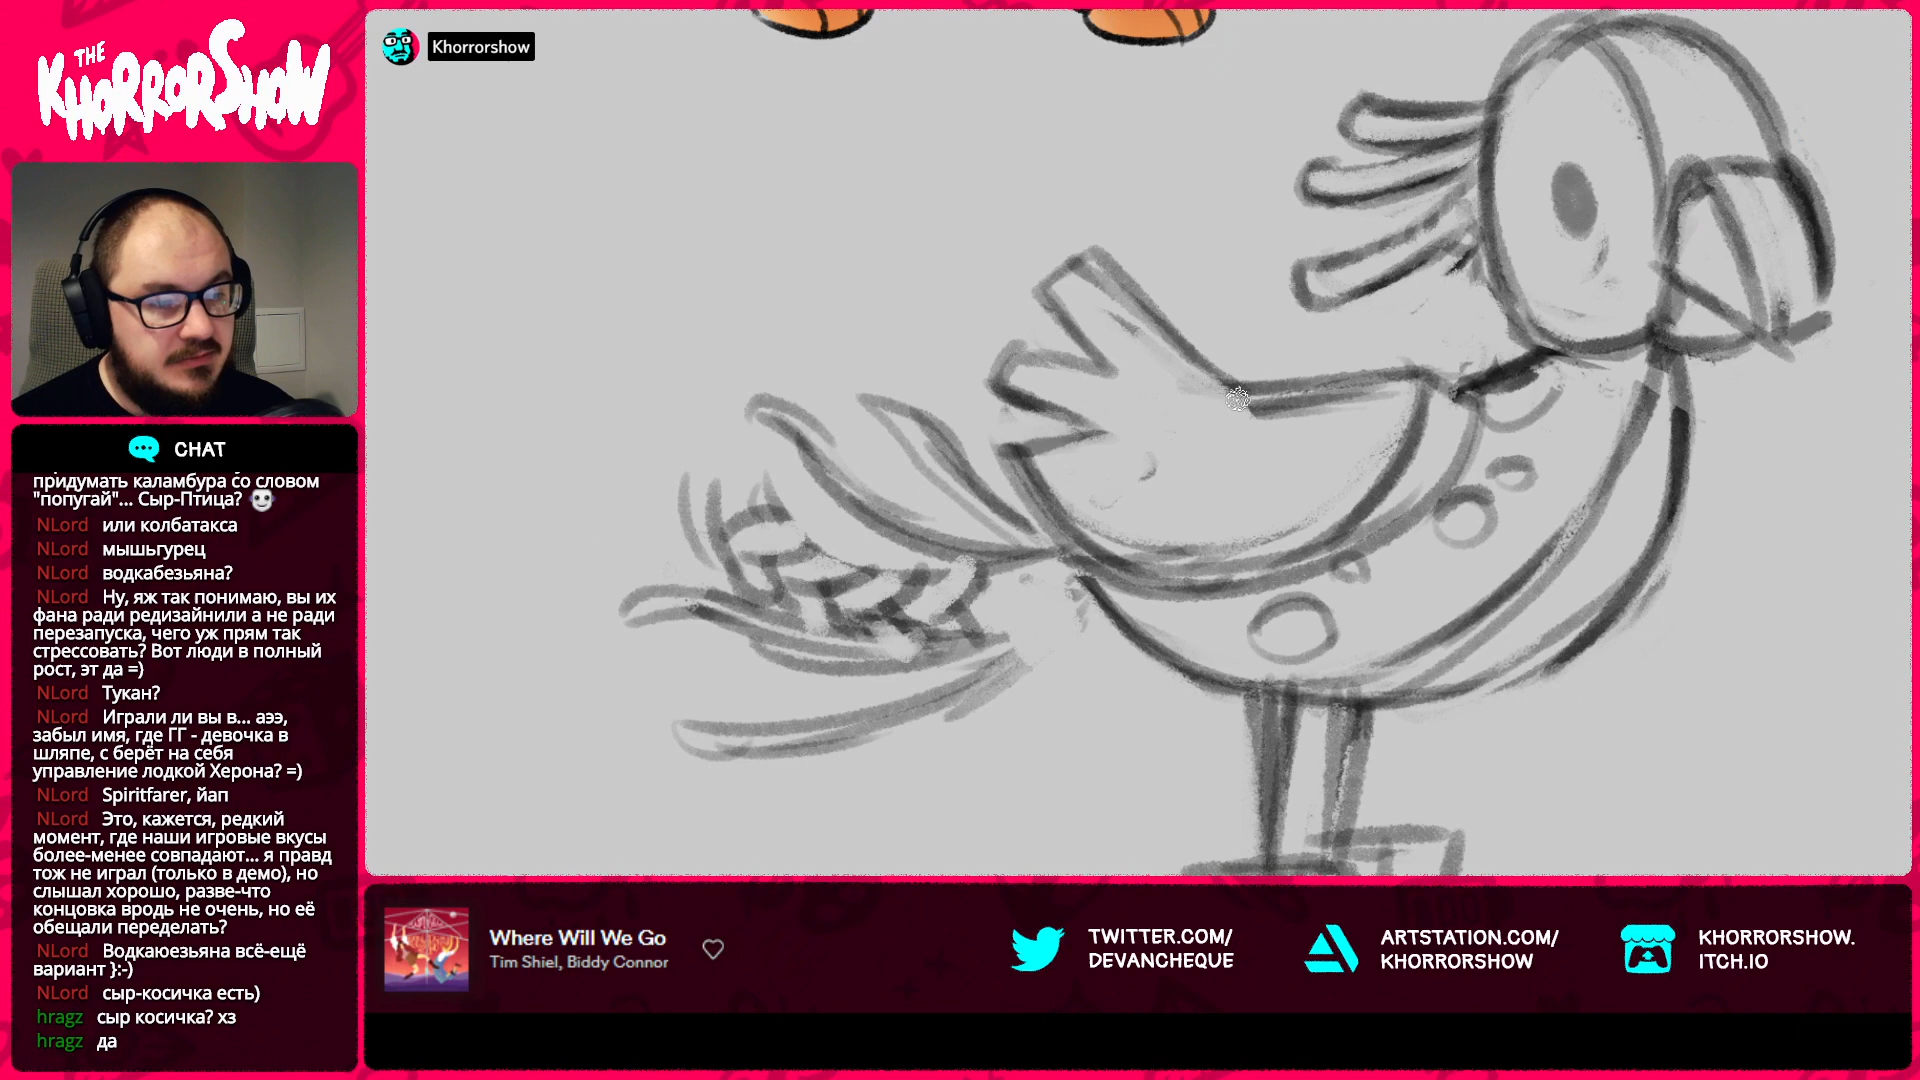 THE
KHORRORSHOW
Khorrorshow
CHAT
придумать каламбура со словом
"попугай"... Сыр-Птица?
NLord или колбатакса
NLord мышьгурец
NLord водкабезьяна?
NLord Ну, яж так понимаю, вы их
фана ради редизайнили а не ради
перезапуска, чего уж прям так
стрессовать? Вот люди в полный
рост, эт да =)
NLord Тукан?
NLord Играли ли вы в... аээ,
забыл имя, где ГГ - девочка в
шляпе, с берёт на себя
управление лодкой Херона? =)
NLord Spiritfarer, йап
NLord Это, кажется, редкий
момент, где наши игровые вкусы
более-менее совпадают... я правд
тож не играл (только в демо), но
слышал хорошо, разве-что
концовка вродь не очень, но её
обещали переделать?
NLord Водкаюезьяна всё-ещё
вариант }:-)
NLord сыр-косичка есть)
hragz сыр косичка? хз
hragz да
Where Will We Go
Tim Shiel, Biddy Connor
TWITTER.COM/
DEVANCHEQUE
ARTSTATION.COM/
KHORRORSHOW
KHORRORSHOW.
ITCH.IO